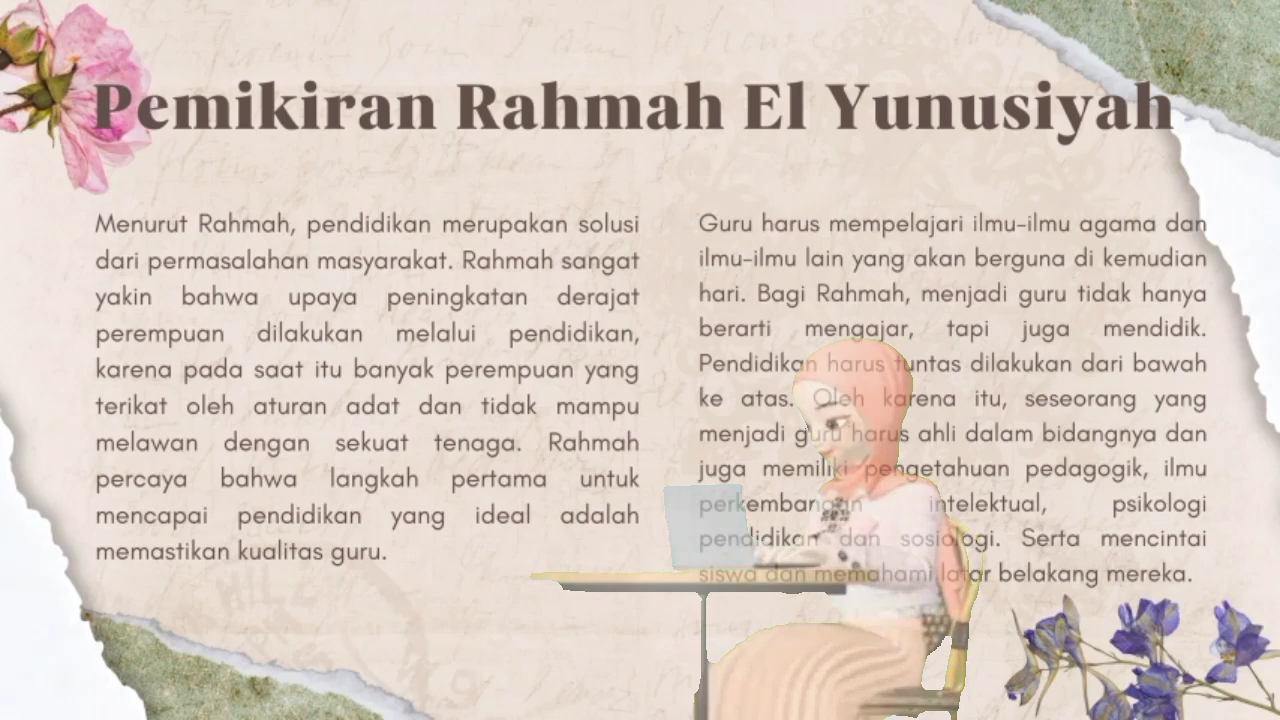 Pemikiran Rahmah El Yunusiyah
Menurut Rahmah, pendidikan merupakan solusi
dari permasalahan masyarakat. Rahmah sangat
yakin bahwa upaya peningkatan derajat
perempuan dilakukan melalui pendidikan,
karena pada saat itu banyak perempuan yang
terikat oleh aturan adat dan tidak mampu
melawan dengan sekuat tenaga. Rahmah
percaya bahwa langkah pertama untuk
mencapai pendidikan yang ideal adalah
memastikan kualitas guru.
Guru harus mempelajari ilmu-ilmu agama dan
ilmu-ilmu lain yang akan berguna di kemudian
hari. Bagi Rahmah, menjadi guru tidak hanya
berarti mengajar, tapi juga mendidik.
Pendidikan harus tuntas dilakukan dari bawah
ke atas. Oleh karena itu, seseorang yang
menjadi guru harus ahli dalam bidangnya dan
juga memiliki pengetahuan pedagogik, ilmu
perkembangan intelektual, psikologi
pendidikan dan sosiologi. Serta mencintai
siswa dan memahami latar belakang mereka.